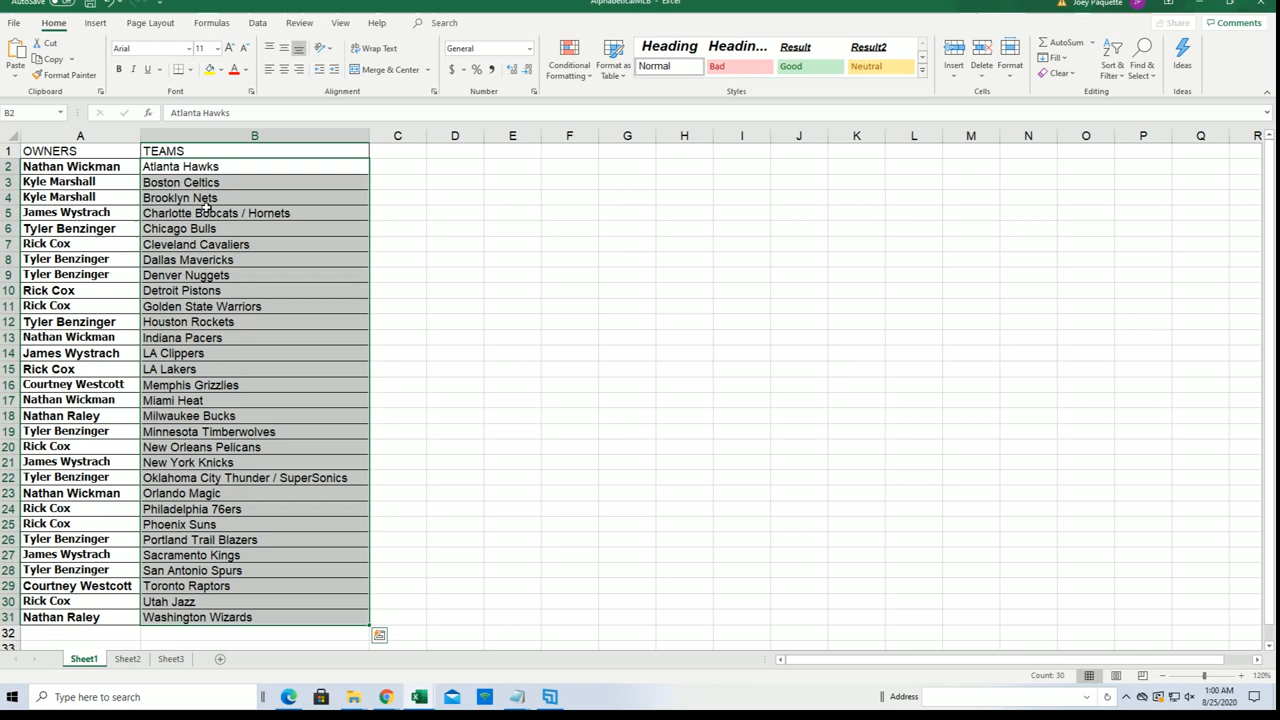 AutoSave Off AlphabeticalMLB - Excel Joey Paquette JP
File Home Insert Page Layout Formulas Data Review View Help Search Share Comments
Paste Cut Copy Format Painter Clipboard
Arial 11 B I U Font
Wrap Text Merge & Center Alignment
General $ % Number
Conditional Formatting Format as Table
Heading Headin... Result Result2
Normal Bad Good Neutral
Styles
Insert Delete Format Cells
AutoSum Fill Clear Sort & Filter Find & Select Editing
Ideas Ideas
B2 fx Atlanta Hawks
A B C D E F G H I J K L M N O P Q R
1 OWNERS TEAMS
2 Nathan Wickman Atlanta Hawks
3 Kyle Marshall Boston Celtics
4 Kyle Marshall Brooklyn Nets
5 James Wystrach Charlotte Bobcats / Hornets
6 Tyler Benzinger Chicago Bulls
7 Rick Cox Cleveland Cavaliers
8 Tyler Benzinger Dallas Mavericks
9 Tyler Benzinger Denver Nuggets
10 Rick Cox Detroit Pistons
11 Rick Cox Golden State Warriors
12 Tyler Benzinger Houston Rockets
13 Nathan Wickman Indiana Pacers
14 James Wystrach LA Clippers
15 Rick Cox LA Lakers
16 Courtney Westcott Memphis Grizzlies
17 Nathan Wickman Miami Heat
18 Nathan Raley Milwaukee Bucks
19 Tyler Benzinger Minnesota Timberwolves
20 Rick Cox New Orleans Pelicans
21 James Wystrach New York Knicks
22 Tyler Benzinger Oklahoma City Thunder / SuperSonics
23 Nathan Wickman Orlando Magic
24 Rick Cox Philadelphia 76ers
25 Rick Cox Phoenix Suns
26 Tyler Benzinger Portland Trail Blazers
27 James Wystrach Sacramento Kings
28 Tyler Benzinger San Antonio Spurs
29 Courtney Westcott Toronto Raptors
30 Rick Cox Utah Jazz
31 Nathan Raley Washington Wizards
32
33
Sheet1 Sheet2 Sheet3
Count: 30 120%
Type here to search Address 1:00 AM
8/25/2020